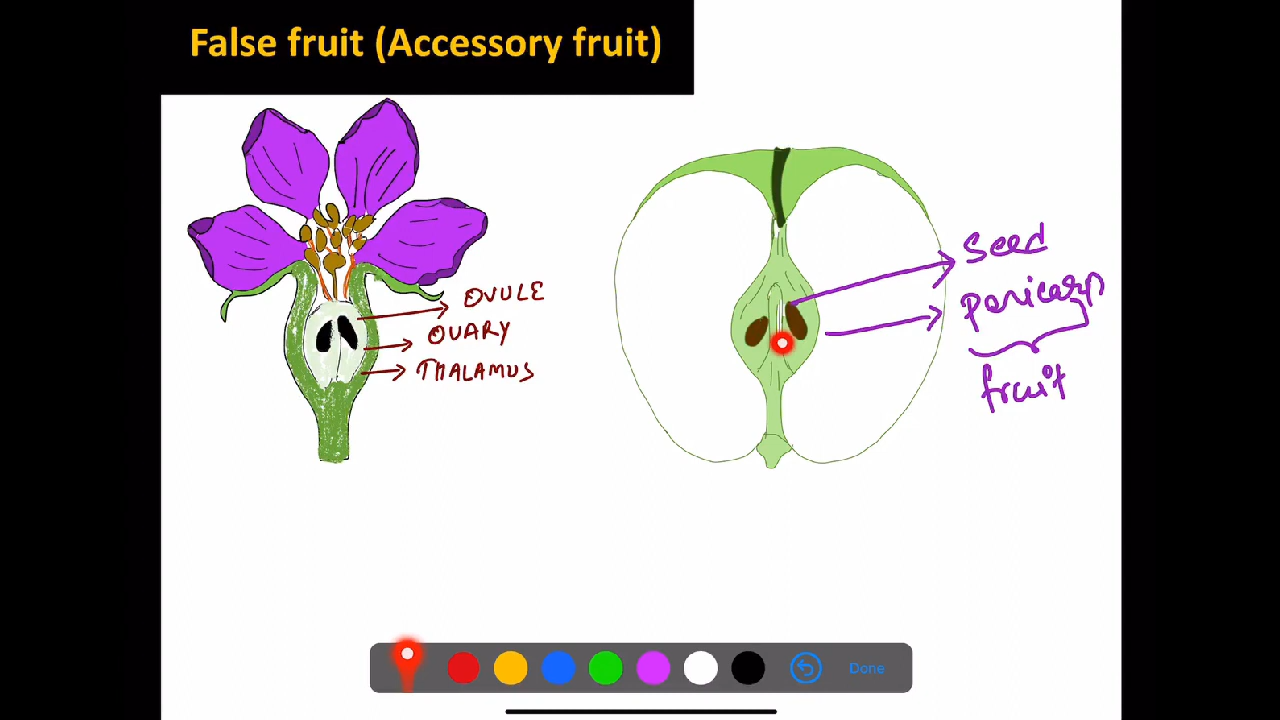 False fruit (Accessory fruit)
OVULE
OVARY
THALAMUS
Seed
Pericarp
fruit
Done